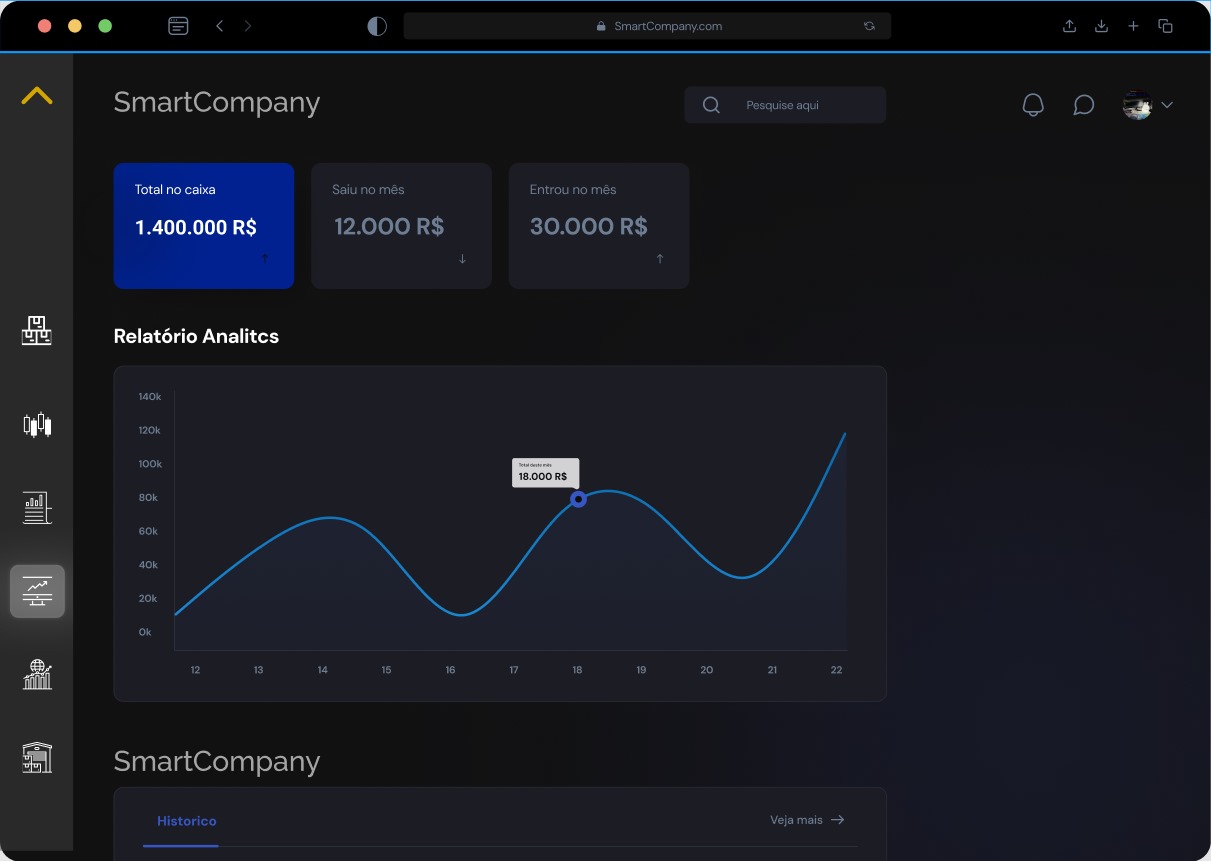 SmartCompany.com
SmartCompany
Pesquise aqui
Total no caixa
1.400.000 R$
Saiu no mês
12.000 R$
Entrou no mês
30.000 R$
Relatório Analitcs
140k
120k
100k
80k
60k
40k
20k
0k
Total deste mês
18.000 R$
12 13 14 15 16 17 18 19 20 21 22
SmartCompany
Historico
Veja mais